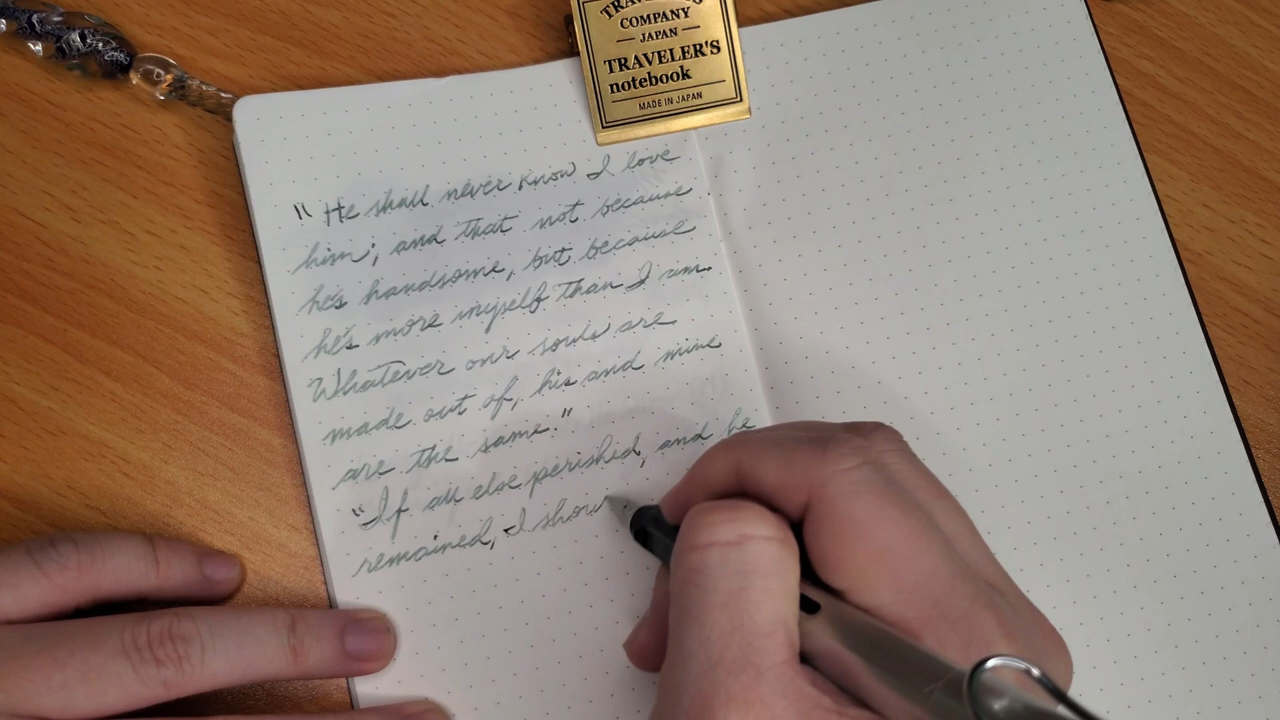 TRAVELER'S
COMPANY
JAPAN
TRAVELER'S
notebook
MADE IN JAPAN
"He shall never know I love
him; and that not because
he's handsome, but because
he's more myself than I am.
Whatever our souls are
made out of, his and mine
are the same."
"If all else perished, and he
remained, I shou